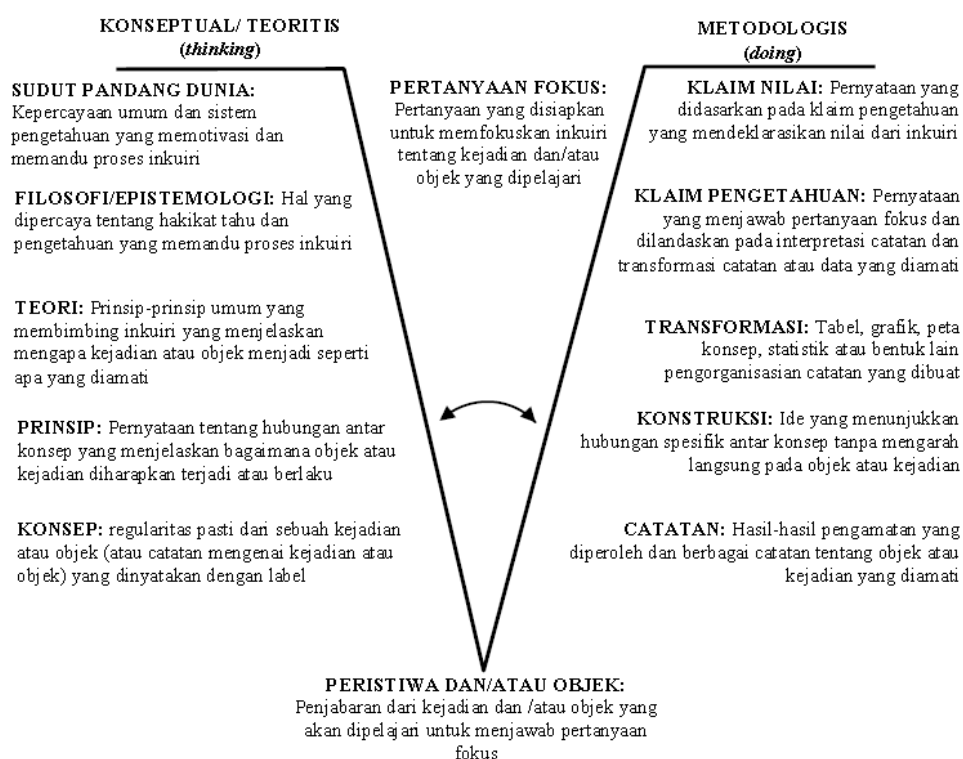 KONSEPTUAL/ TEORITIS
(thinking)
SUDUT PANDANG DUNIA:
Kepercayaan umum dan sistem
pengetahuan yang memotivasi dan
memandu proses inkuiri
FILOSOFI/EPISTEMOLOGI: Hal yang
dipercaya tentang hakikat tahu dan
pengetahuan yang memandu proses inkuiri
TEORI: Prinsip-prinsip umum yang
membimbing inkuiri yang menjelaskan
mengapa kejadian atau objek menjadi seperti
apa yang diamati
PRINSIP: Pernyataan tentang hubungan antar
konsep yang menjelaskan bagaimana objek atau
kejadian diharapkan terjadi atau berlaku
KONSEP: regularitas pasti dari sebuah kejadian
atau objek (atau catatan mengenai kejadian atau
objek) yang dinyatakan dengan label
PERTANYAAN FOKUS:
Pertanyaan yang disiapkan
untuk memfokuskan inkuiri
tentang kejadian dan/atau
objek yang dipelajari
METODOLOGIS
(doing)
KLAIM NILAI: Pernyataan yang
didasarkan pada klaim pengetahuan
yang mendeklarasikan nilai dari inkuiri
KLAIM PENGETAHUAN: Pernyataan
yang menjawab pertanyaan fokus dan
dilandaskan pada interpretasi catatan dan
transformasi catatan atau data yang diamati
TRANSFORMASI: Tabel, grafik, peta
konsep, statistik atau bentuk lain
pengorganisasian catatan yang dibuat
KONSTRUKSI: Ide yang menunjukkan
hubungan spesifik antar konsep tanpa mengarah
langsung pada objek atau kejadian
CATATAN: Hasil-hasil pengamatan yang
diperoleh dan berbagai catatan tentang objek atau
kejadian yang diamati
PERISTIWA DAN/ATAU OBJEK:
Penjabaran dari kejadian dan /atau objek yang
akan dipelajari untuk menjawab pertanyaan
fokus